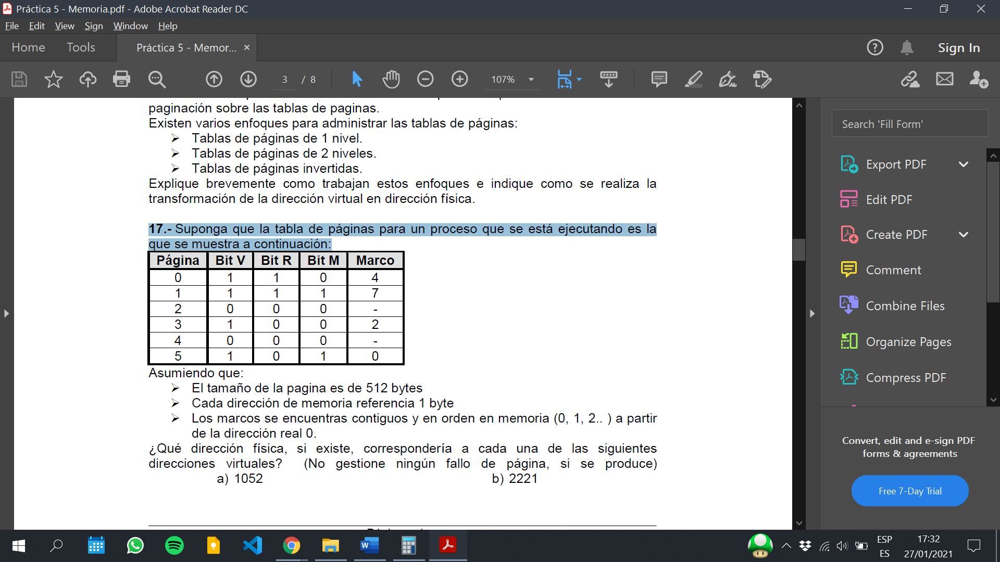 Práctica 5 - Memoria.pdf - Adobe Acrobat Reader DC
File Edit View Sign Window Help
Home Tools Práctica 5 - Memor... × Sign In
3 / 8 107%
paginación sobre las tablas de paginas.
Existen varios enfoques para administrar las tablas de páginas:
➢ Tablas de páginas de 1 nivel.
➢ Tablas de páginas de 2 niveles.
➢ Tablas de páginas invertidas.
Explique brevemente como trabajan estos enfoques e indique como se realiza la
transformación de la dirección virtual en dirección física.
17.- Suponga que la tabla de páginas para un proceso que se está ejecutando es la
que se muestra a continuación:
Página Bit V Bit R Bit M Marco
0 1 1 0 4
1 1 1 1 7
2 0 0 0 -
3 1 0 0 2
4 0 0 0 -
5 1 0 1 0
Asumiendo que:
➢ El tamaño de la pagina es de 512 bytes
➢ Cada dirección de memoria referencia 1 byte
➢ Los marcos se encuentras contiguos y en orden en memoria (0, 1, 2.. ) a partir
de la dirección real 0.
¿Qué dirección física, si existe, correspondería a cada una de las siguientes
direcciones virtuales? (No gestione ningún fallo de página, si se produce)
a) 1052 b) 2221
Search 'Fill Form'
Export PDF
Edit PDF
Create PDF
Comment
Combine Files
Organize Pages
Compress PDF
Convert, edit and e-sign PDF
forms & agreements
Free 7-Day Trial
ESP
ES
17:32
27/01/2021